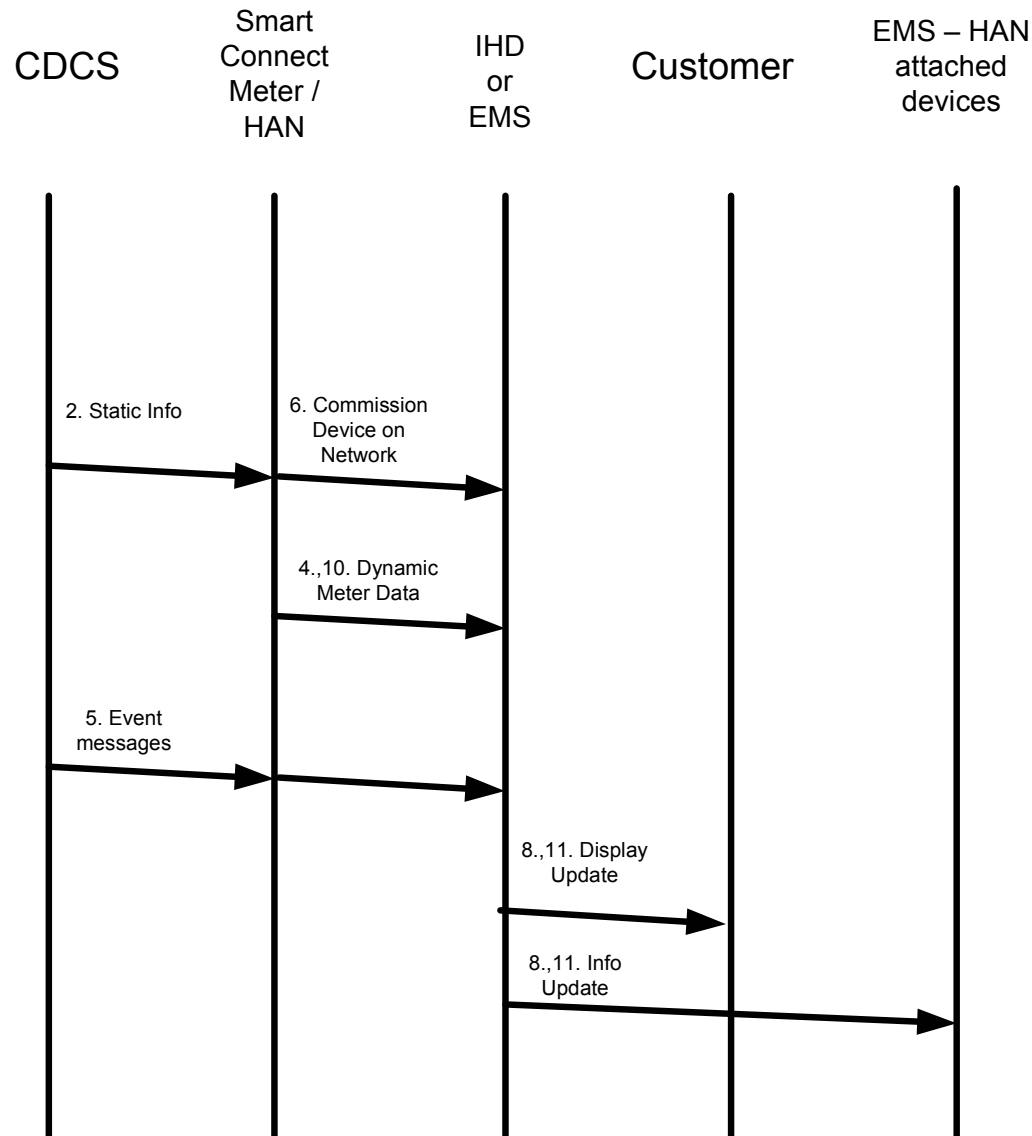 CDCS
Smart
Connect
Meter /
HAN
IHD
or
EMS
Customer
EMS – HAN
attached
devices
2. Static Info
6. Commission
Device on
Network
4.,10. Dynamic
Meter Data
5. Event
messages
8.,11. Display
Update
8.,11. Info
Update